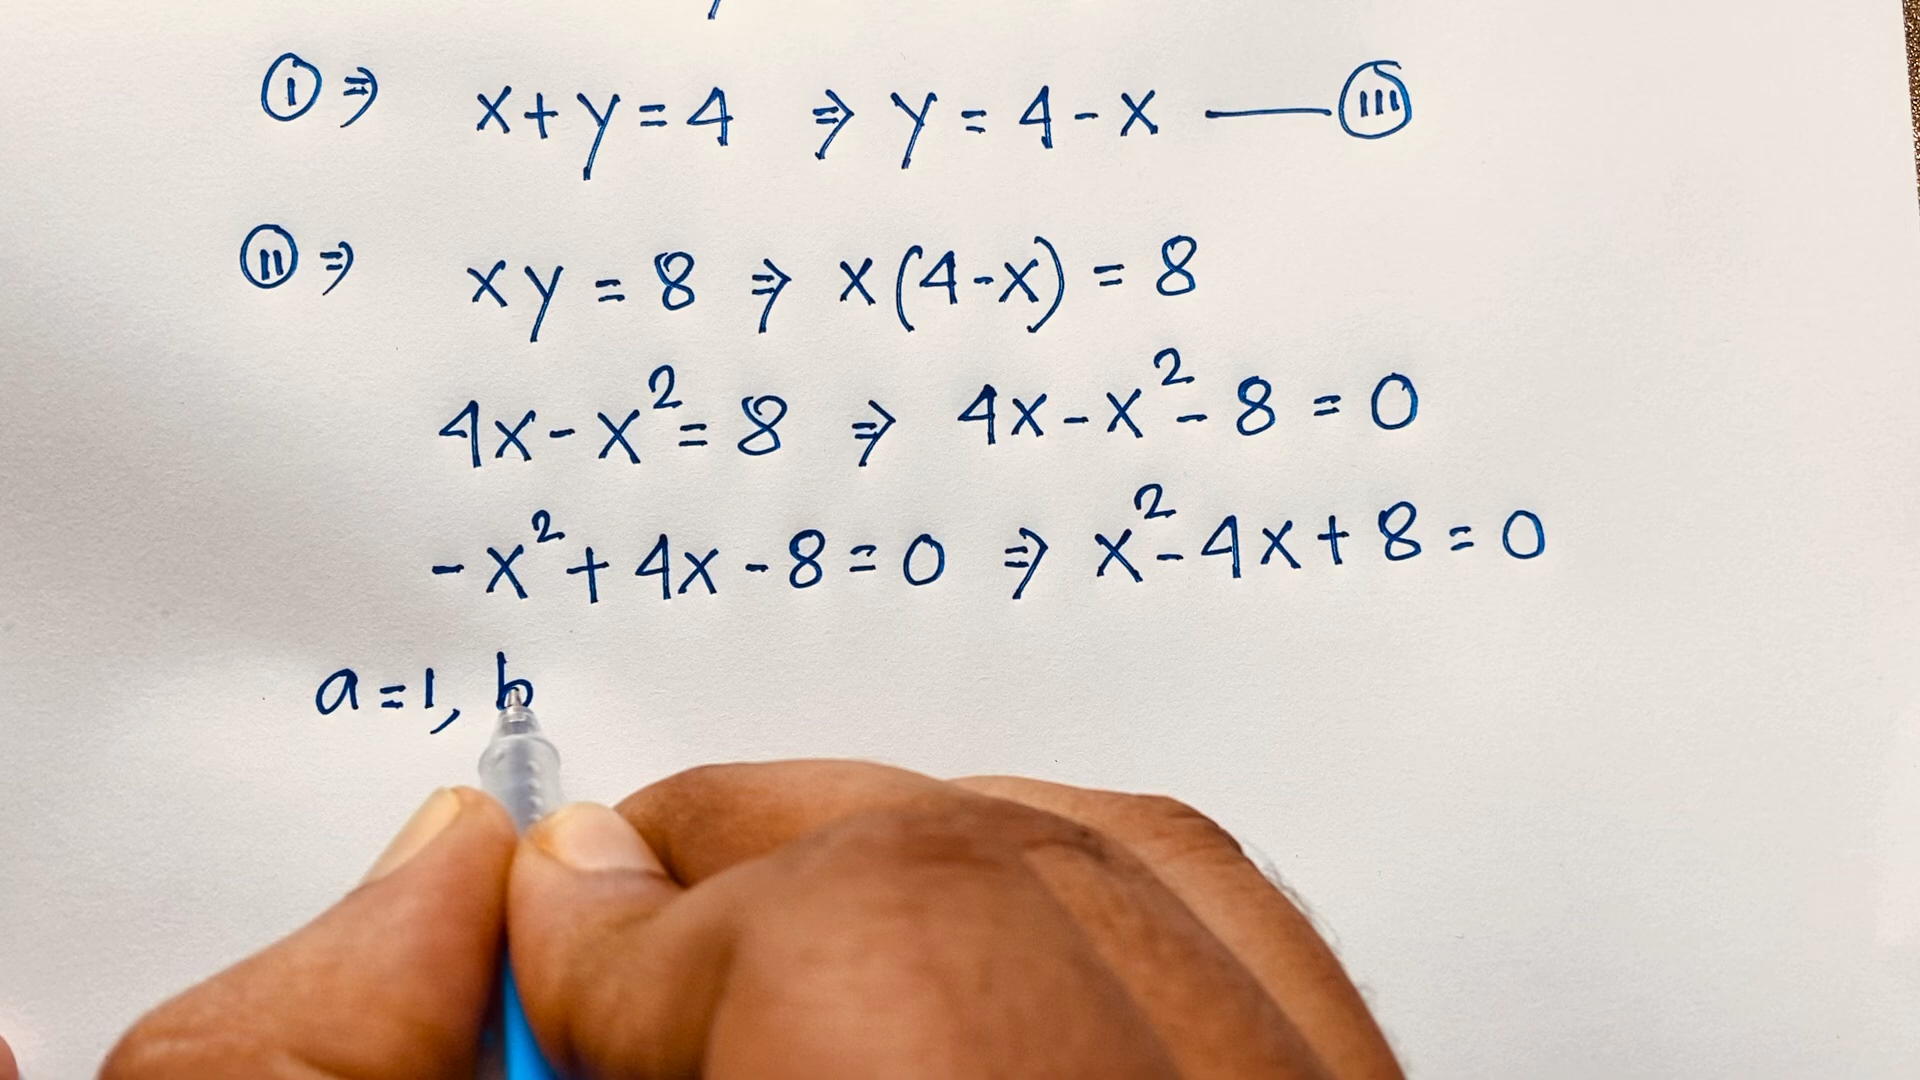 Ⓘ ⇒ x+y=4 ⇒ y=4-x —— (III)
(II) ⇒ xy=8 ⇒ x(4-x)=8
4x-x²=8 ⇒ 4x-x²-8=0
-x²+4x-8=0 ⇒ x²-4x+8=0
a=1, b